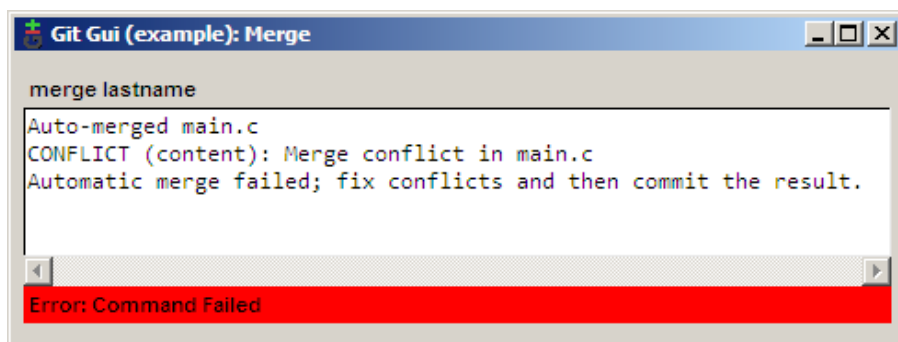 Git Gui (example): Merge
merge lastname
Auto-merged main.c
CONFLICT (content): Merge conflict in main.c
Automatic merge failed; fix conflicts and then commit the result.
Error: Command Failed